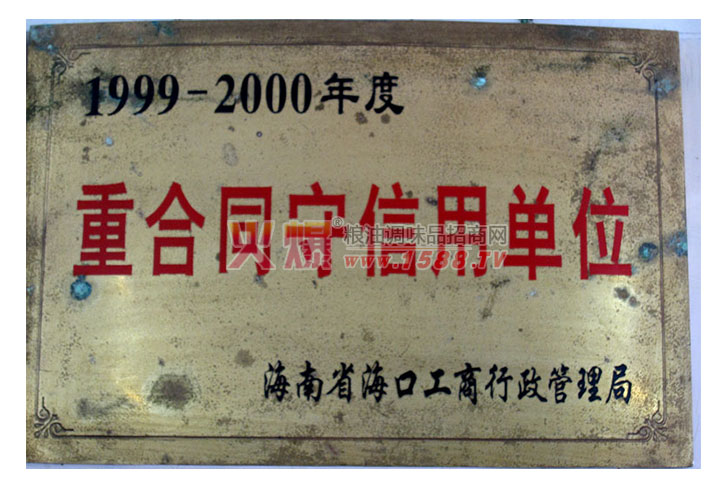 1999-2000年度
重合同守信用单位
火爆®粮油调味品招商网
www.1588.TV
海南省海口工商行政管理局